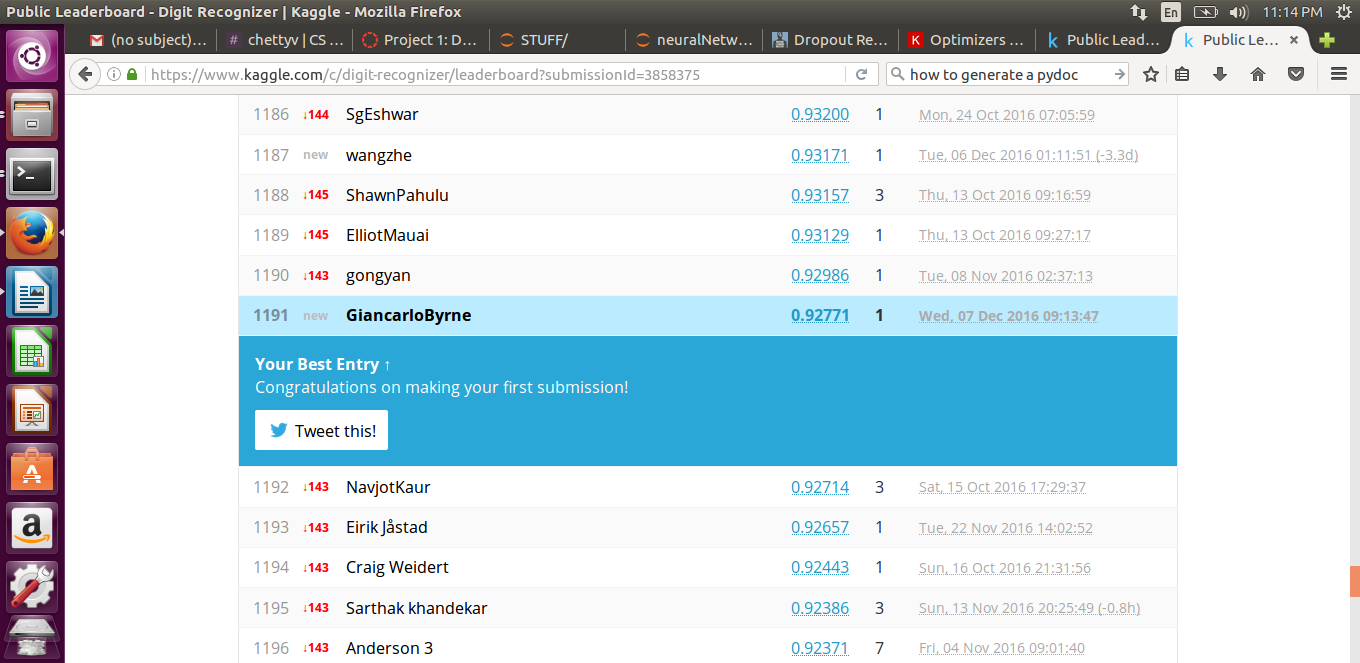 Public Leaderboard - Digit Recognizer | Kaggle - Mozilla Firefox
En
11:14 PM
(no subject)...
# chettyv | CS ...
Project 1: D...
STUFF/
neuralNetw...
Dropout Re...
K Optimizers ...
k Public Lead...
k Public Le... ×
https://www.kaggle.com/c/digit-recognizer/leaderboard?submissionId=3858375
how to generate a pydoc
1186 ↓144 SgEshwar 0.93200 1 Mon, 24 Oct 2016 07:05:59
1187 new wangzhe 0.93171 1 Tue, 06 Dec 2016 01:11:51 (-3.3d)
1188 ↓145 ShawnPahulu 0.93157 3 Thu, 13 Oct 2016 09:16:59
1189 ↓145 ElliotMauai 0.93129 1 Thu, 13 Oct 2016 09:27:17
1190 ↓143 gongyan 0.92986 1 Tue, 08 Nov 2016 02:37:13
1191 new GiancarloByrne 0.92771 1 Wed, 07 Dec 2016 09:13:47
Your Best Entry ↑
Congratulations on making your first submission!
Tweet this!
1192 ↓143 NavjotKaur 0.92714 3 Sat, 15 Oct 2016 17:29:37
1193 ↓143 Eirik Jåstad 0.92657 1 Tue, 22 Nov 2016 14:02:52
1194 ↓143 Craig Weidert 0.92443 1 Sun, 16 Oct 2016 21:31:56
1195 ↓143 Sarthak khandekar 0.92386 3 Sun, 13 Nov 2016 20:25:49 (-0.8h)
1196 ↓143 Anderson 3 0.92371 7 Fri, 04 Nov 2016 09:01:40
>_
A
a